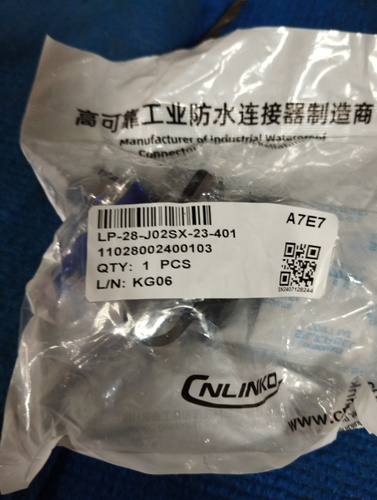 高可靠工业防水连接器制造商
Manufacturer of Industrial Waterproof
Connector
LP-28-J02SX-23-401
A7E7
11028002400103
QTY: 1 PCS
L/N: KG06
CNLINKO
www.cn